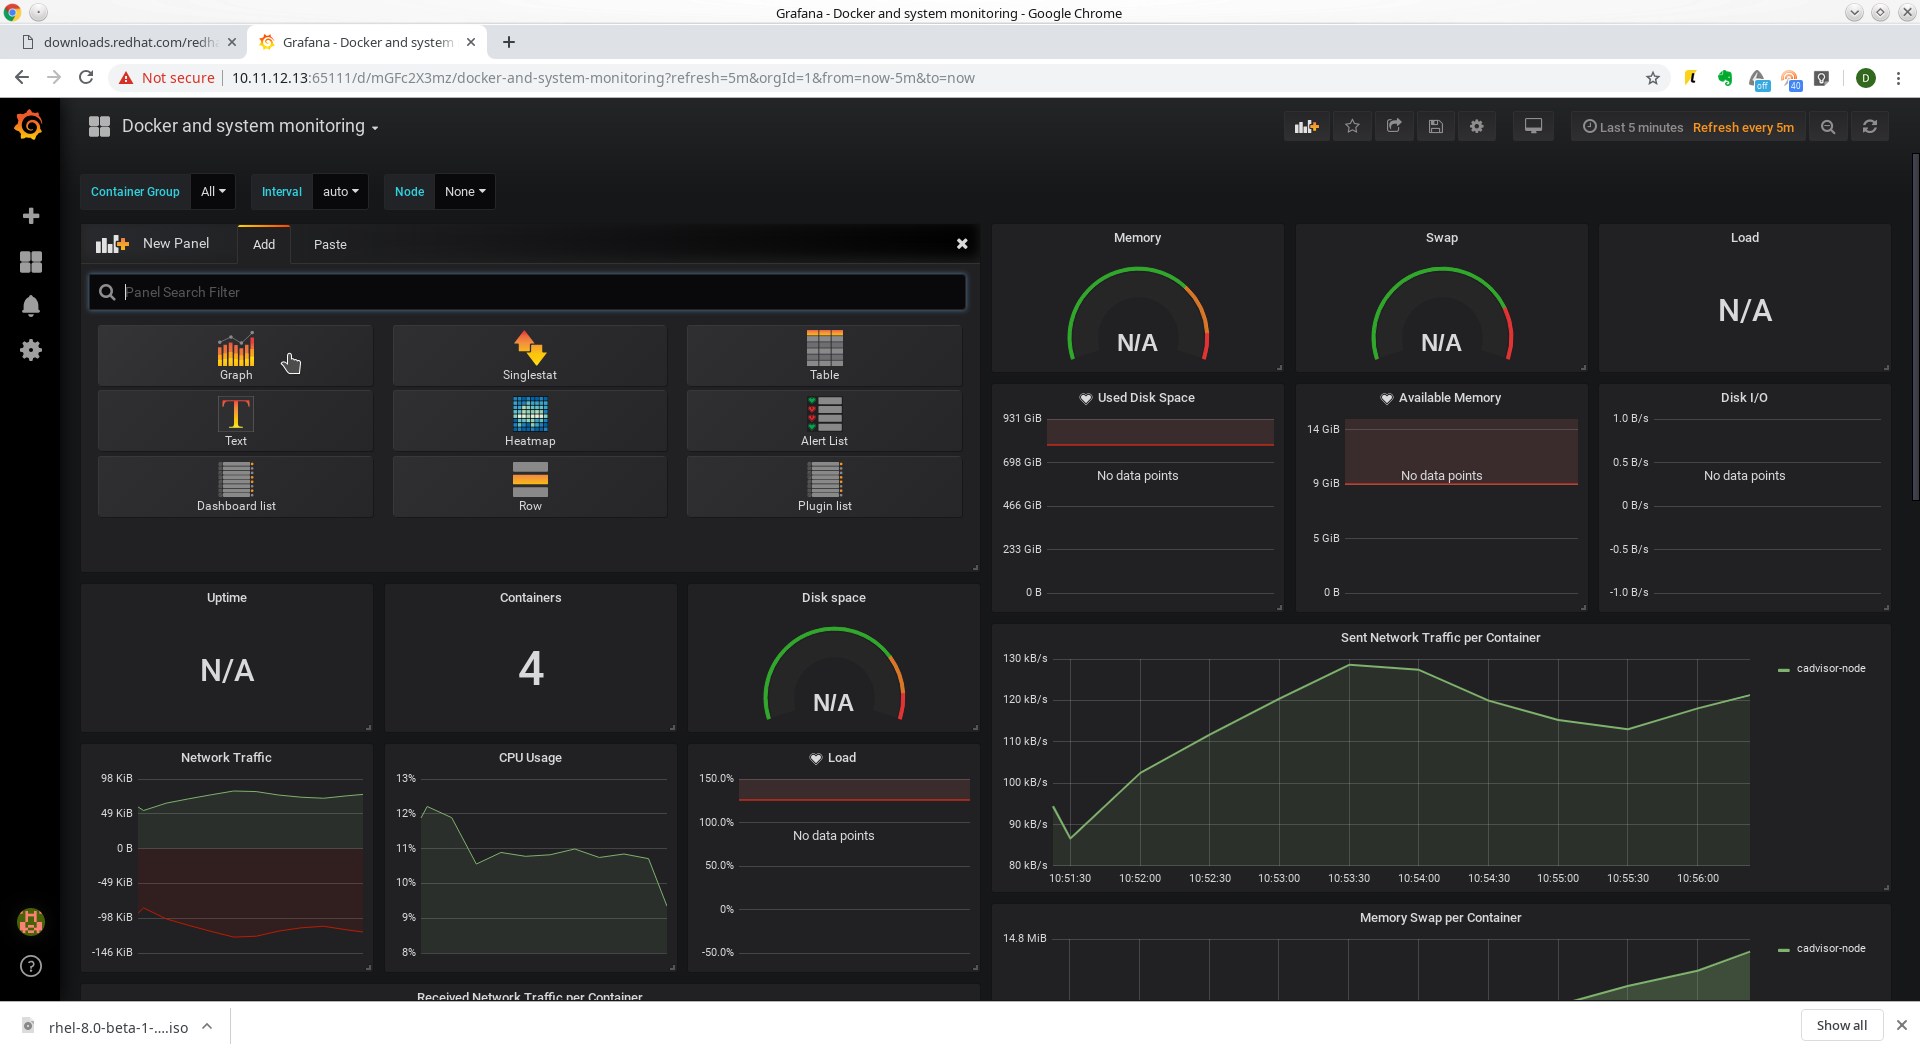 Grafana - Docker and system monitoring - Google Chrome
downloads.redhat.com/redh
Grafana - Docker and system
Not secure
10.11.12.13:65111/d/mGFc2X3mz/docker-and-system-monitoring?refresh=5m&orgId=1&from=now-5m&to=now
off
40
D
Docker and system monitoring
Last 5 minutes Refresh every 5m
Container Group All
Interval auto
Node None
New Panel
Add
Paste
Panel Search Filter
Graph
Singlestat
Table
Text
Heatmap
Alert List
Dashboard list
Row
Plugin list
Memory
N/A
Swap
N/A
Load
N/A
Used Disk Space
931 GiB
698 GiB
No data points
466 GiB
233 GiB
0 B
Available Memory
14 GiB
No data points
9 GiB
5 GiB
0 B
Disk I/O
1.0 B/s
0.5 B/s
No data points
0 B/s
-0.5 B/s
-1.0 B/s
Uptime
N/A
Containers
4
Disk space
N/A
Sent Network Traffic per Container
130 kB/s
120 kB/s
110 kB/s
100 kB/s
90 kB/s
80 kB/s
10:51:30 10:52:00 10:52:30 10:53:00 10:53:30 10:54:00 10:54:30 10:55:00 10:55:30 10:56:00
cadvisor-node
Network Traffic
98 KiB
49 KiB
0 B
-49 KiB
-98 KiB
-146 KiB
CPU Usage
13%
12%
11%
10%
9%
8%
Load
150.0%
100.0%
No data points
50.0%
0%
-50.0%
Memory Swap per Container
14.8 MiB
cadvisor-node
Received Network Traffic per Container
rhel-8.0-beta-1-....iso
Show all